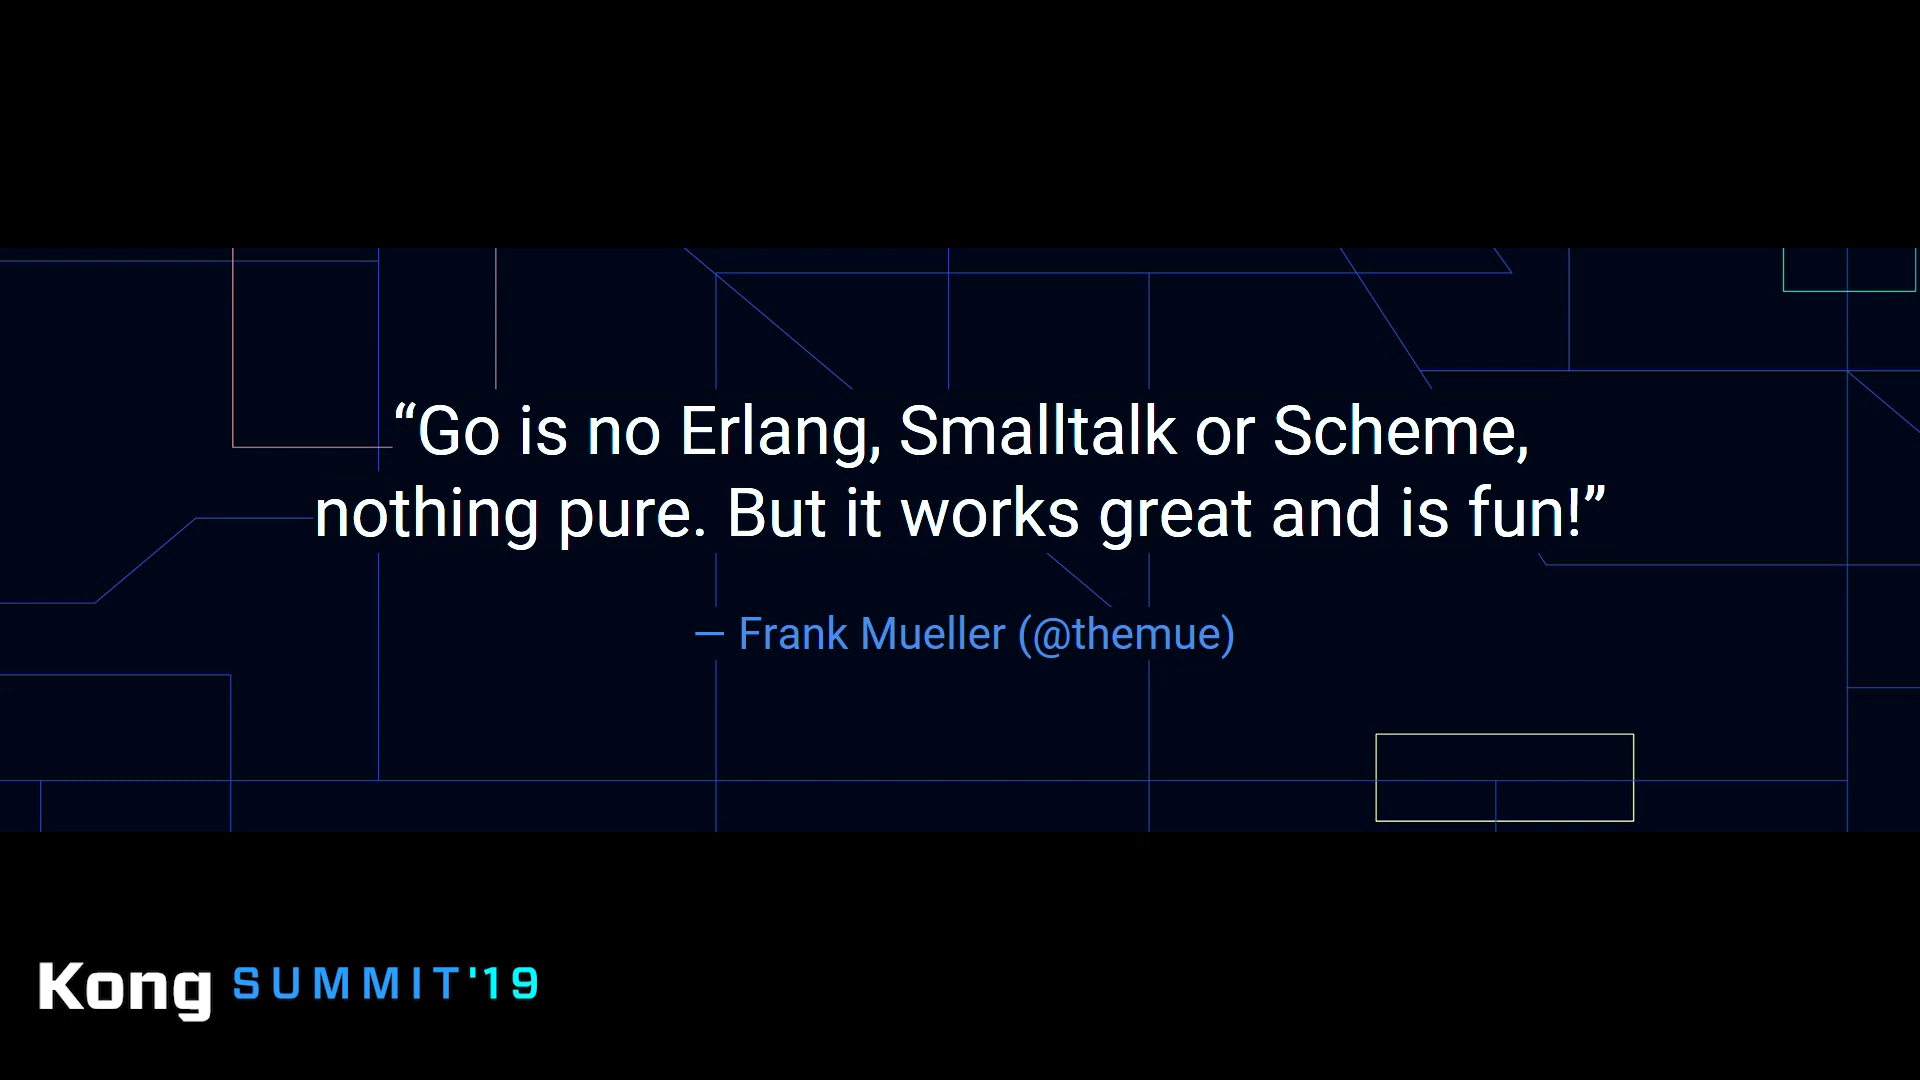 “Go is no Erlang, Smalltalk or Scheme,
nothing pure. But it works great and is fun!”
— Frank Mueller (@themue)
Kong SUMMIT'19